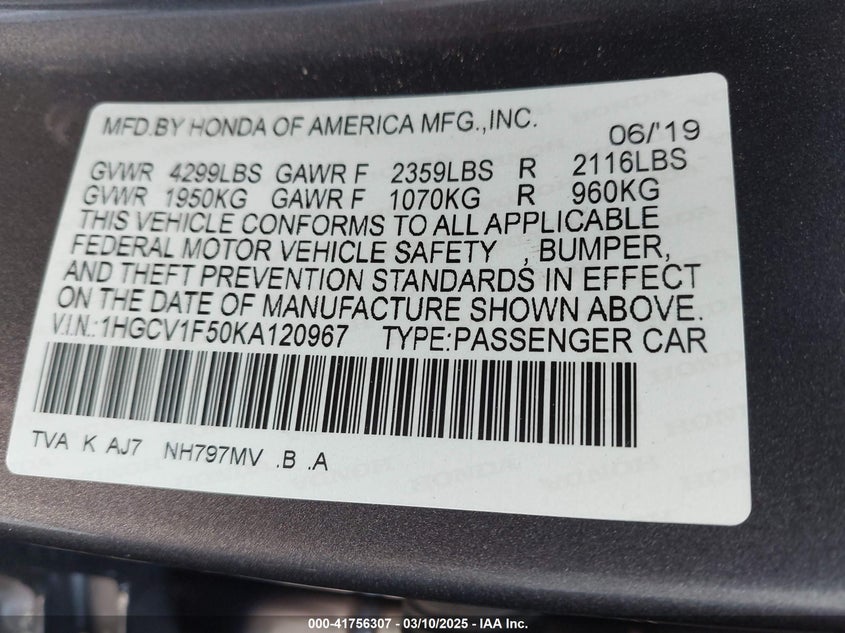 MFD.BY HONDA OF AMERICA MFG.,INC. 06/'19
GVWR 4299LBS GAWR F 2359LBS R 2116LBS
GVWR 1950KG GAWR F 1070KG R 960KG
THIS VEHICLE CONFORMS TO ALL APPLICABLE
FEDERAL MOTOR VEHICLE SAFETY , BUMPER,
AND THEFT PREVENTION STANDARDS IN EFFECT
ON THE DATE OF MANUFACTURE SHOWN ABOVE.
V.I.N.:1HGCV1F50KA120967 TYPE:PASSENGER CAR
TVA K AJ7 NH797MV .B .A
000-41756307 — 03/10/2025 — IAA Inc.